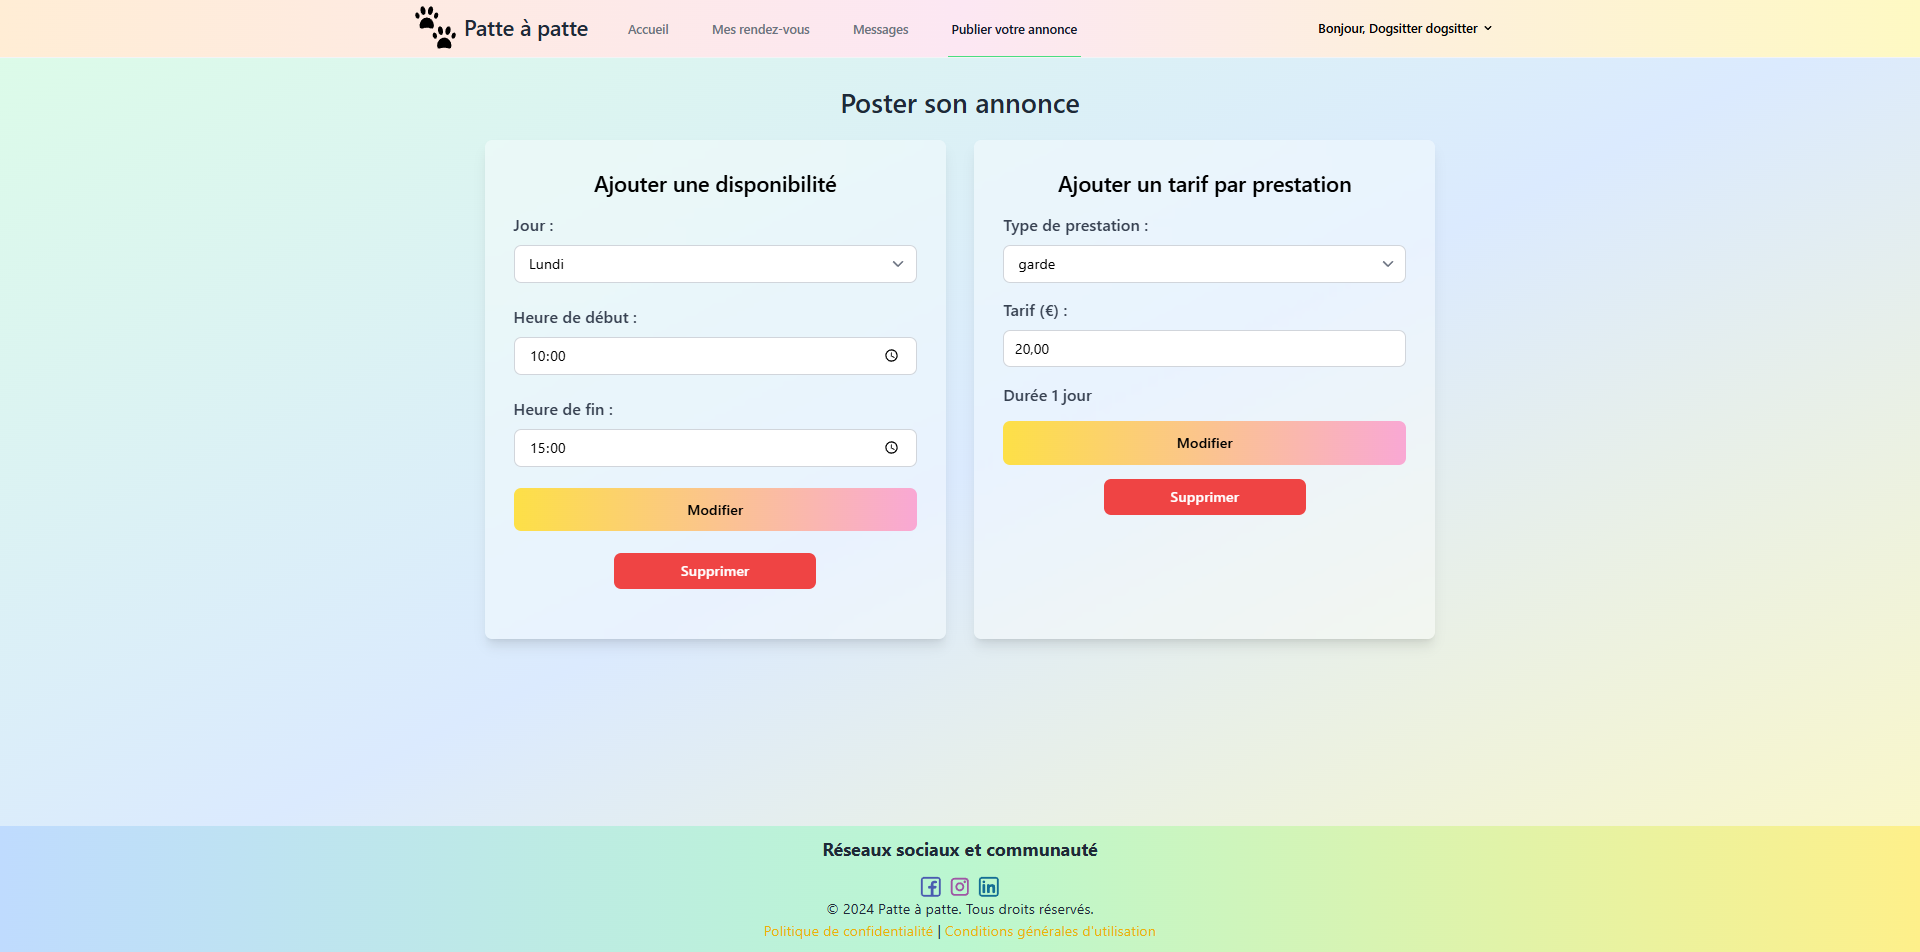 Patte à patte
Accueil
Mes rendez-vous
Messages
Publier votre annonce
Bonjour, Dogsitter dogsitter
Poster son annonce
Ajouter une disponibilité
Jour :
Lundi
Heure de début :
10:00
Heure de fin :
15:00
Modifier
Supprimer
Ajouter un tarif par prestation
Type de prestation :
garde
Tarif (€) :
20,00
Durée 1 jour
Modifier
Supprimer
Réseaux sociaux et communauté
© 2024 Patte à patte. Tous droits réservés.
Politique de confidentialité | Conditions générales d'utilisation